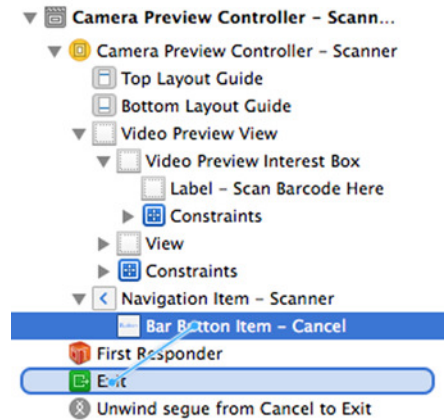 Camera Preview Controller – Scann...
Camera Preview Controller – Scanner
Top Layout Guide
Bottom Layout Guide
Video Preview View
Video Preview Interest Box
Label – Scan Barcode Here
Constraints
View
Constraints
Navigation Item – Scanner
Bar Button Item – Cancel
First Responder
Exit
Unwind segue from Cancel to Exit